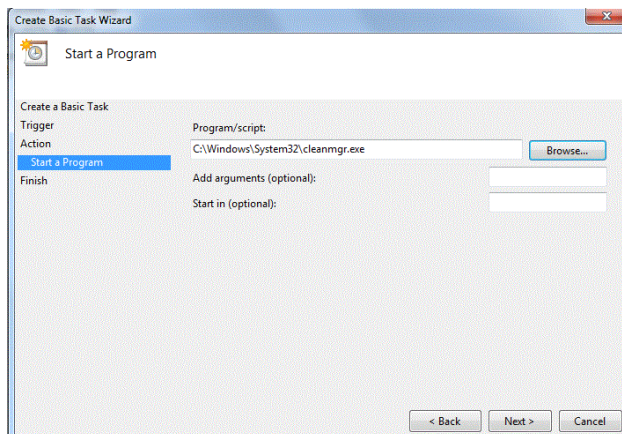 Create Basic Task Wizard
Start a Program
Create a Basic Task
Trigger
Action
Start a Program
Finish
Program/script:
C:\Windows\System32\cleanmgr.exe
Browse...
Add arguments (optional):
Start in (optional):
< Back
Next >
Cancel